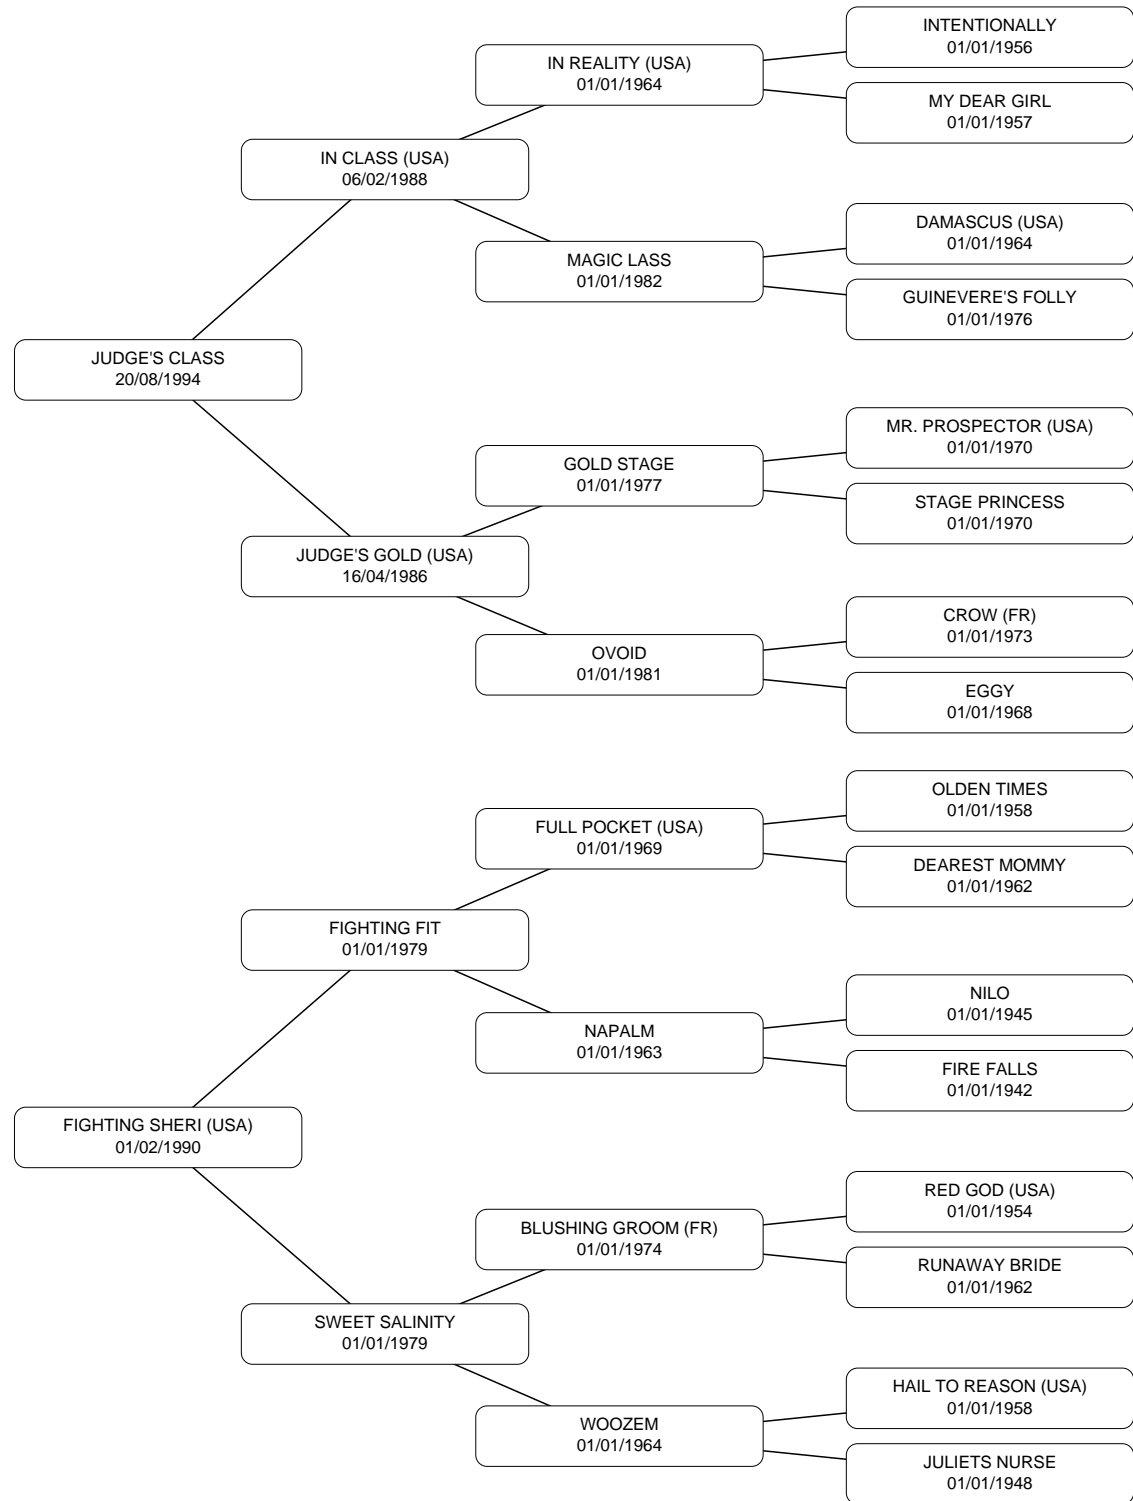 INTENTIONALLY
01/01/1956
IN REALITY (USA)
01/01/1964
MY DEAR GIRL
01/01/1957
IN CLASS (USA)
06/02/1988
DAMASCUS (USA)
01/01/1964
MAGIC LASS
01/01/1982
GUINEVERE'S FOLLY
01/01/1976
JUDGE'S CLASS
20/08/1994
MR. PROSPECTOR (USA)
01/01/1970
GOLD STAGE
01/01/1977
STAGE PRINCESS
01/01/1970
JUDGE'S GOLD (USA)
16/04/1986
CROW (FR)
01/01/1973
OVOID
01/01/1981
EGGY
01/01/1968
OLDEN TIMES
01/01/1958
FULL POCKET (USA)
01/01/1969
DEAREST MOMMY
01/01/1962
FIGHTING FIT
01/01/1979
NILO
01/01/1945
NAPALM
01/01/1963
FIRE FALLS
01/01/1942
FIGHTING SHERI (USA)
01/02/1990
RED GOD (USA)
01/01/1954
BLUSHING GROOM (FR)
01/01/1974
RUNAWAY BRIDE
01/01/1962
SWEET SALINITY
01/01/1979
HAIL TO REASON (USA)
01/01/1958
WOOZEM
01/01/1964
JULIETS NURSE
01/01/1948